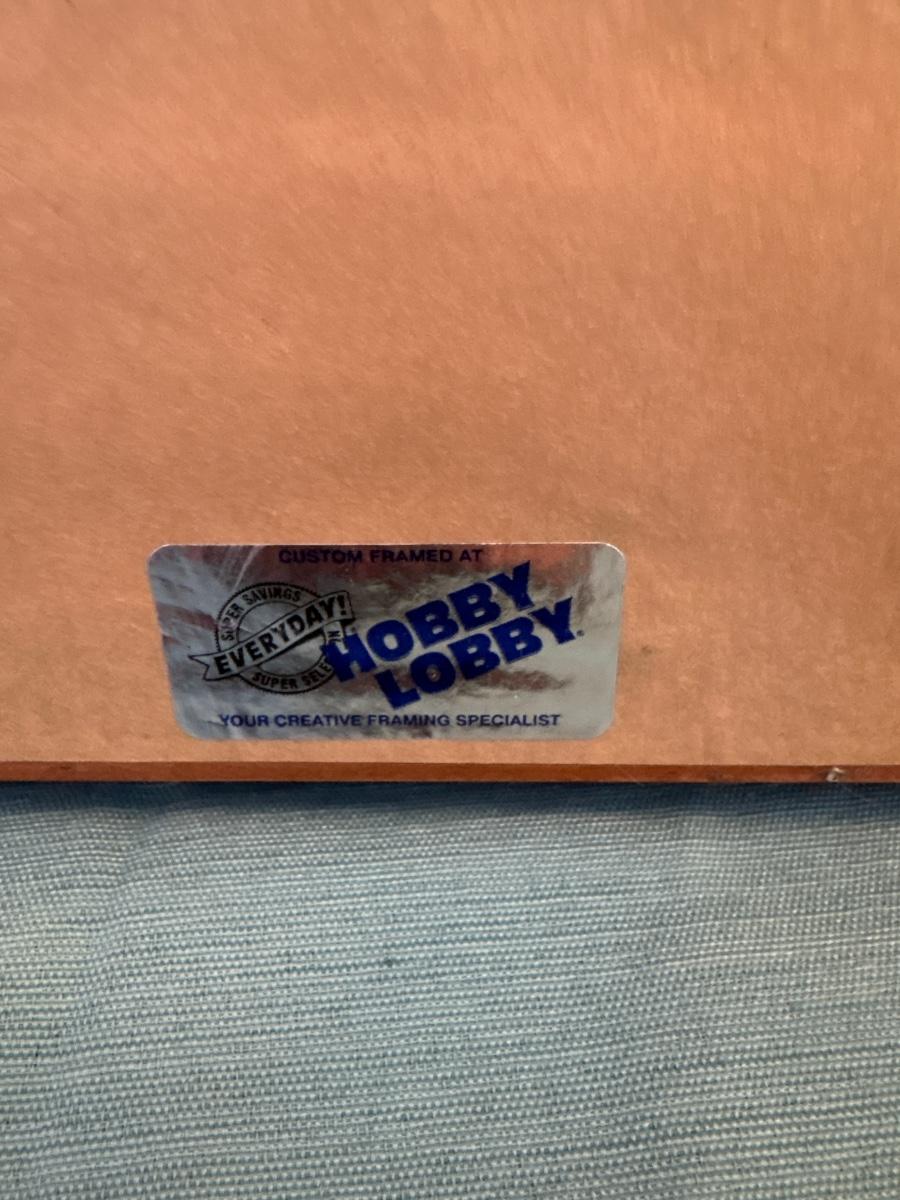 CUSTOM FRAMED AT
SUPER SAVINGS
EVERYDAY!
SUPER SELECTION
HOBBY
LOBBY®
YOUR CREATIVE FRAMING SPECIALIST